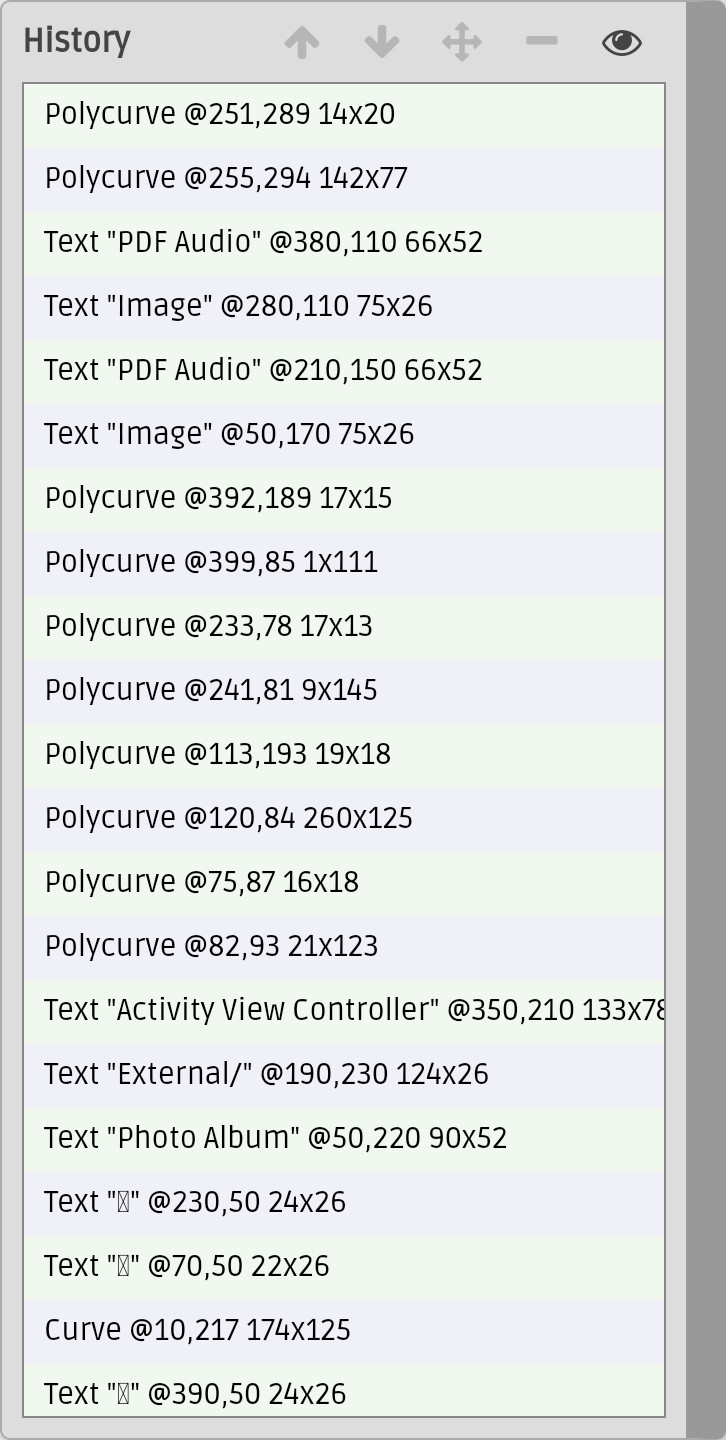 History
Polycurve @251,289 14x20
Polycurve @255,294 142x77
Text "PDF Audio" @380,110 66x52
Text "Image" @280,110 75x26
Text "PDF Audio" @210,150 66x52
Text "Image" @50,170 75x26
Polycurve @392,189 17x15
Polycurve @399,85 1x111
Polycurve @233,78 17x13
Polycurve @241,81 9x145
Polycurve @113,193 19x18
Polycurve @120,84 260x125
Polycurve @75,87 16x18
Polycurve @82,93 21x123
Text "Activity View Controller" @350,210 133x78
Text "External/" @190,230 124x26
Text "Photo Album" @50,220 90x52
Text "" @230,50 24x26
Text "" @70,50 22x26
Curve @10,217 174x125
Text "" @390,50 24x26